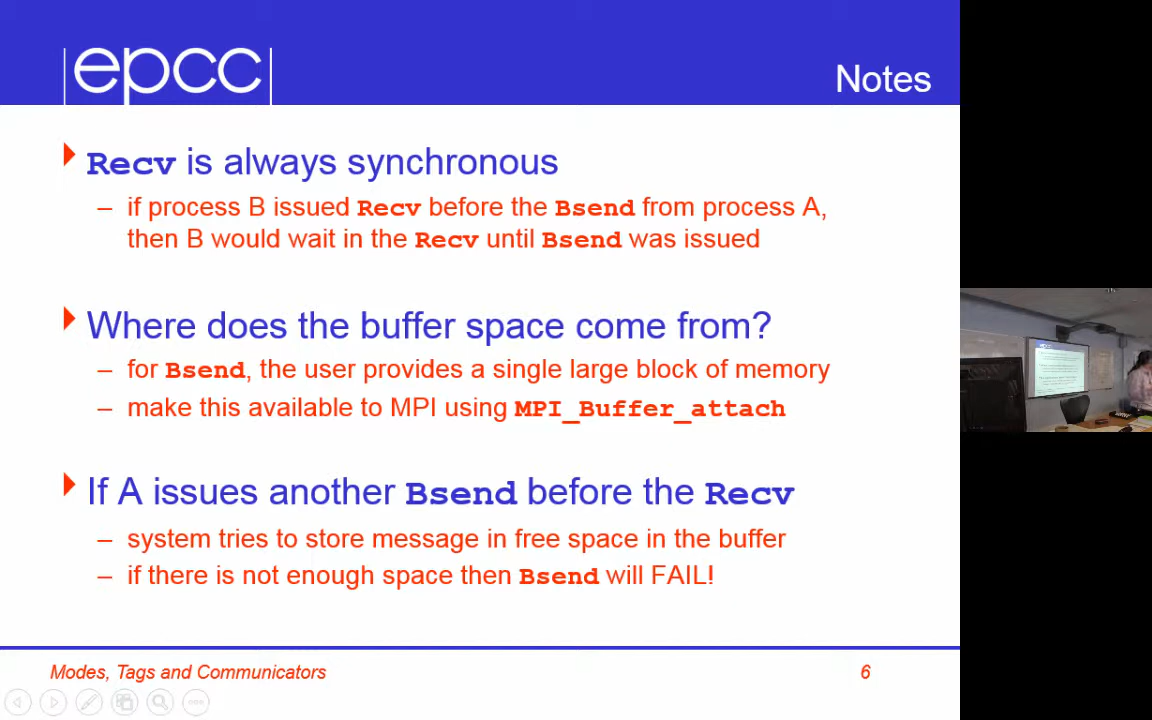 epcc
Notes
Recv is always synchronous
– if process B issued Recv before the Bsend from process A,
then B would wait in the Recv until Bsend was issued
Where does the buffer space come from?
– for Bsend, the user provides a single large block of memory
– make this available to MPI using MPI_Buffer_attach
If A issues another Bsend before the Recv
– system tries to store message in free space in the buffer
– if there is not enough space then Bsend will FAIL!
Modes, Tags and Communicators
6